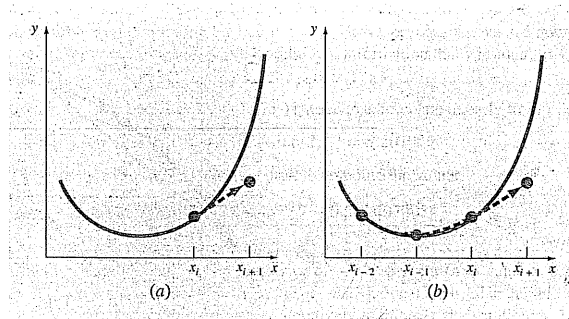 y
x_i x_{i+1} x
(a)
y
x_{i-2} x_{i-1} x_i x_{i+1} x
(b)